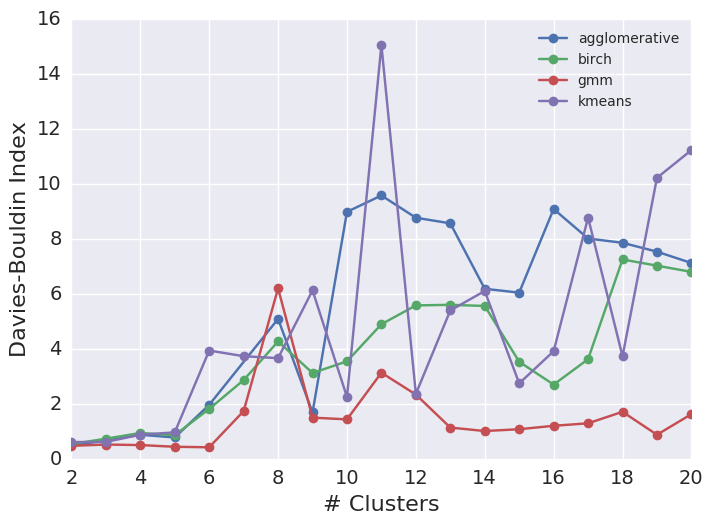 16
14
12
10
8
6
4
2
0
Davies-Bouldin Index
agglomerative
birch
gmm
kmeans
2 4 6 8 10 12 14 16 18 20
# Clusters